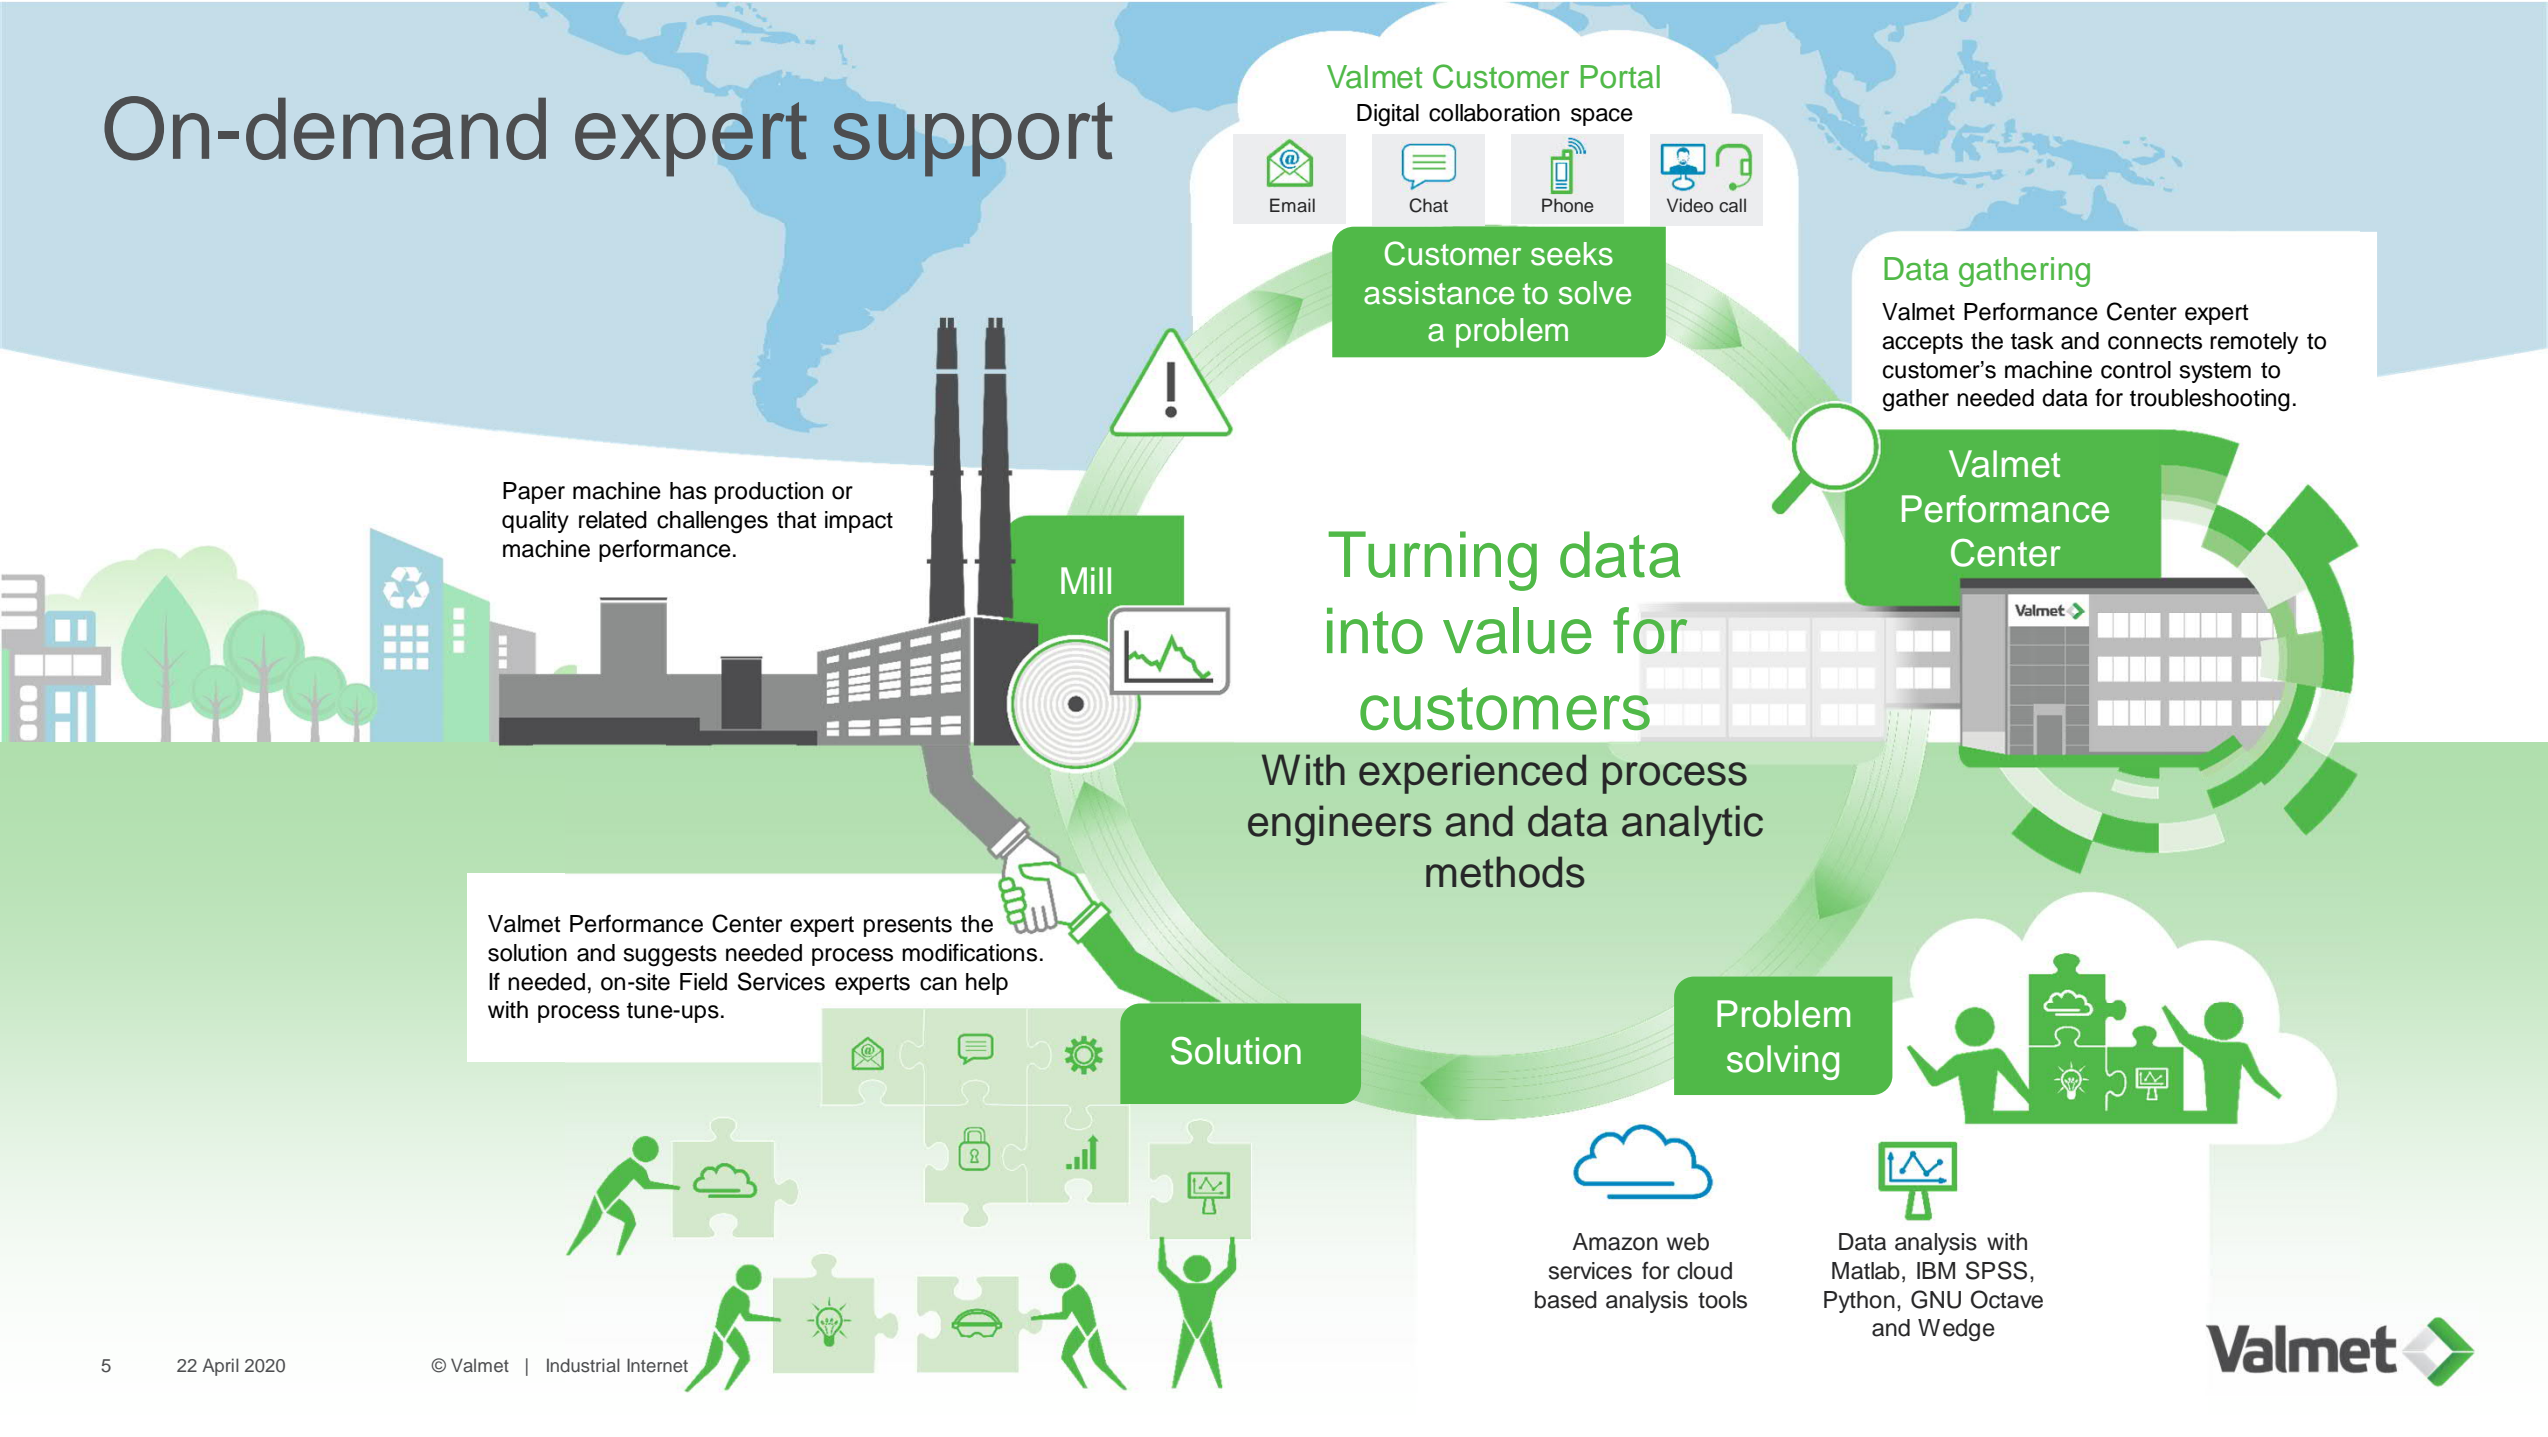 On-demand expert support
Valmet Customer Portal
Digital collaboration space
Email
Chat
Phone
Video call
Customer seeks
assistance to solve
a problem
Data gathering
Valmet Performance Center expert
accepts the task and connects remotely to
customer's machine control system to
gather needed data for troubleshooting.
Valmet
Performance
Center
Valmet
Paper machine has production or
quality related challenges that impact
machine performance.
Mill
Turning data
into value for
customers
With experienced process
engineers and data analytic
methods
Valmet Performance Center expert presents the
solution and suggests needed process modifications.
If needed, on-site Field Services experts can help
with process tune-ups.
Solution
Problem
solving
Amazon web
services for cloud
based analysis tools
Data analysis with
Matlab, IBM SPSS,
Python, GNU Octave
and Wedge
5 22 April 2020 © Valmet | Industrial Internet
Valmet